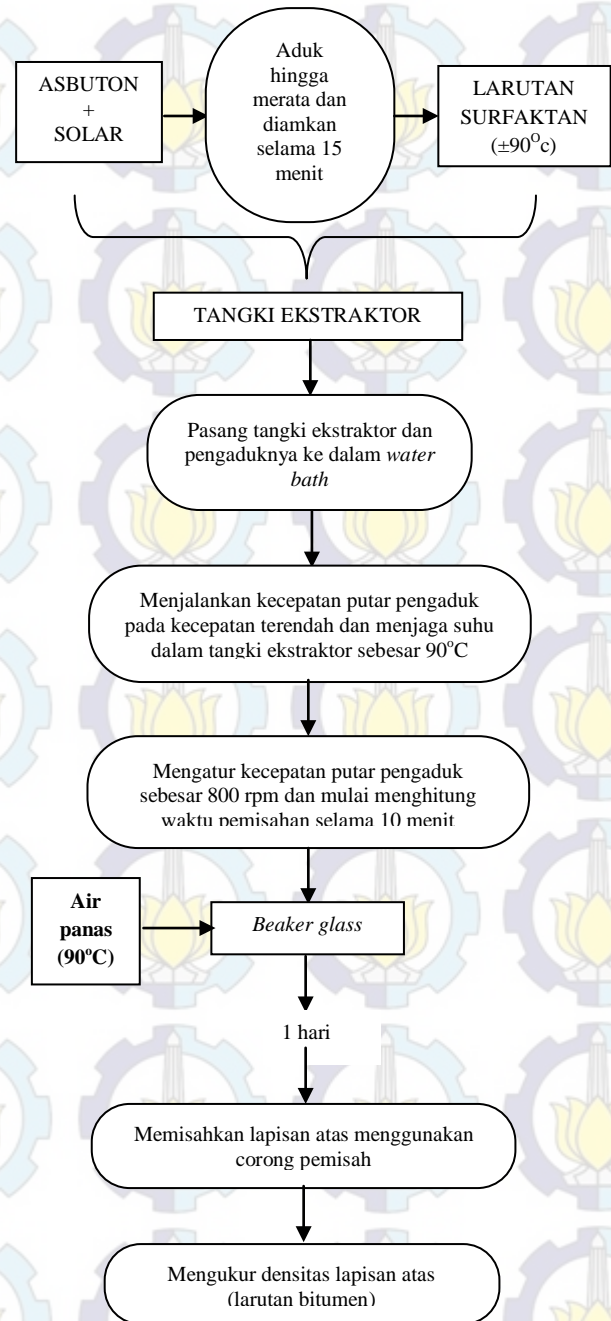 ASBUTON
+
SOLAR
Aduk
hingga
merata dan
diamkan
selama 15
menit
LARUTAN
SURFAKTAN
(±90°c)
TANGKI EKSTRAKTOR
Pasang tangki ekstraktor dan
pengaduknya ke dalam water
bath
Menjalankan kecepatan putar pengaduk
pada kecepatan terendah dan menjaga suhu
dalam tangki ekstraktor sebesar 90°C
Mengatur kecepatan putar pengaduk
sebesar 800 rpm dan mulai menghitung
waktu pemisahan selama 10 menit
Air
panas
(90°C)
Beaker glass
1 hari
Memisahkan lapisan atas menggunakan
corong pemisah
Mengukur densitas lapisan atas
(larutan bitumen)